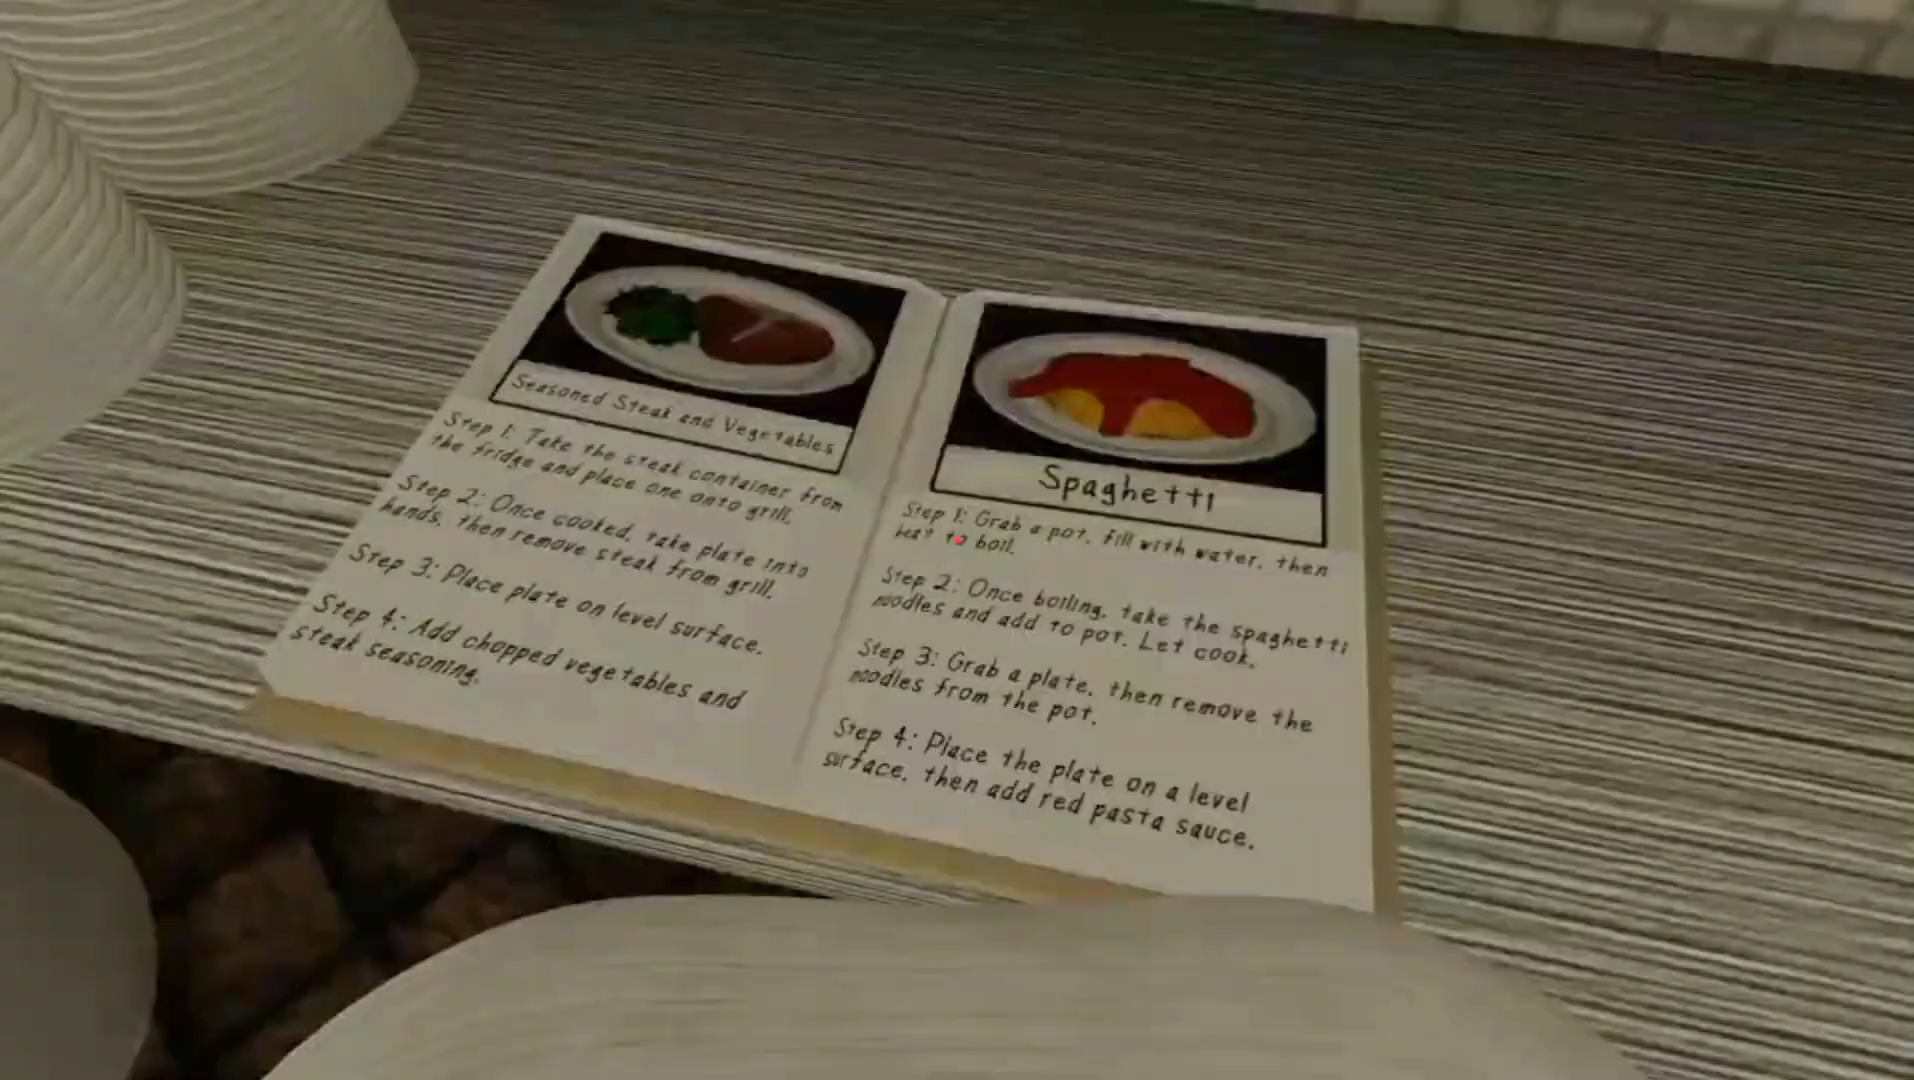 Seasoned Steak and Vegetables
Step 1: Take the steak container from
the fridge and place one onto grill.
Step 2: Once cooked, take plate into
hands, then remove steak from grill.
Step 3: Place plate on level surface.
Step 4: Add chopped vegetables and
steak seasoning.
Spaghetti
Step 1: Grab a pot, fill with water, then
heat to boil.
Step 2: Once boiling, take the spaghetti
noodles and add to pot. Let cook.
Step 3: Grab a plate, then remove the
noodles from the pot.
Step 4: Place the plate on a level
surface, then add red pasta sauce.